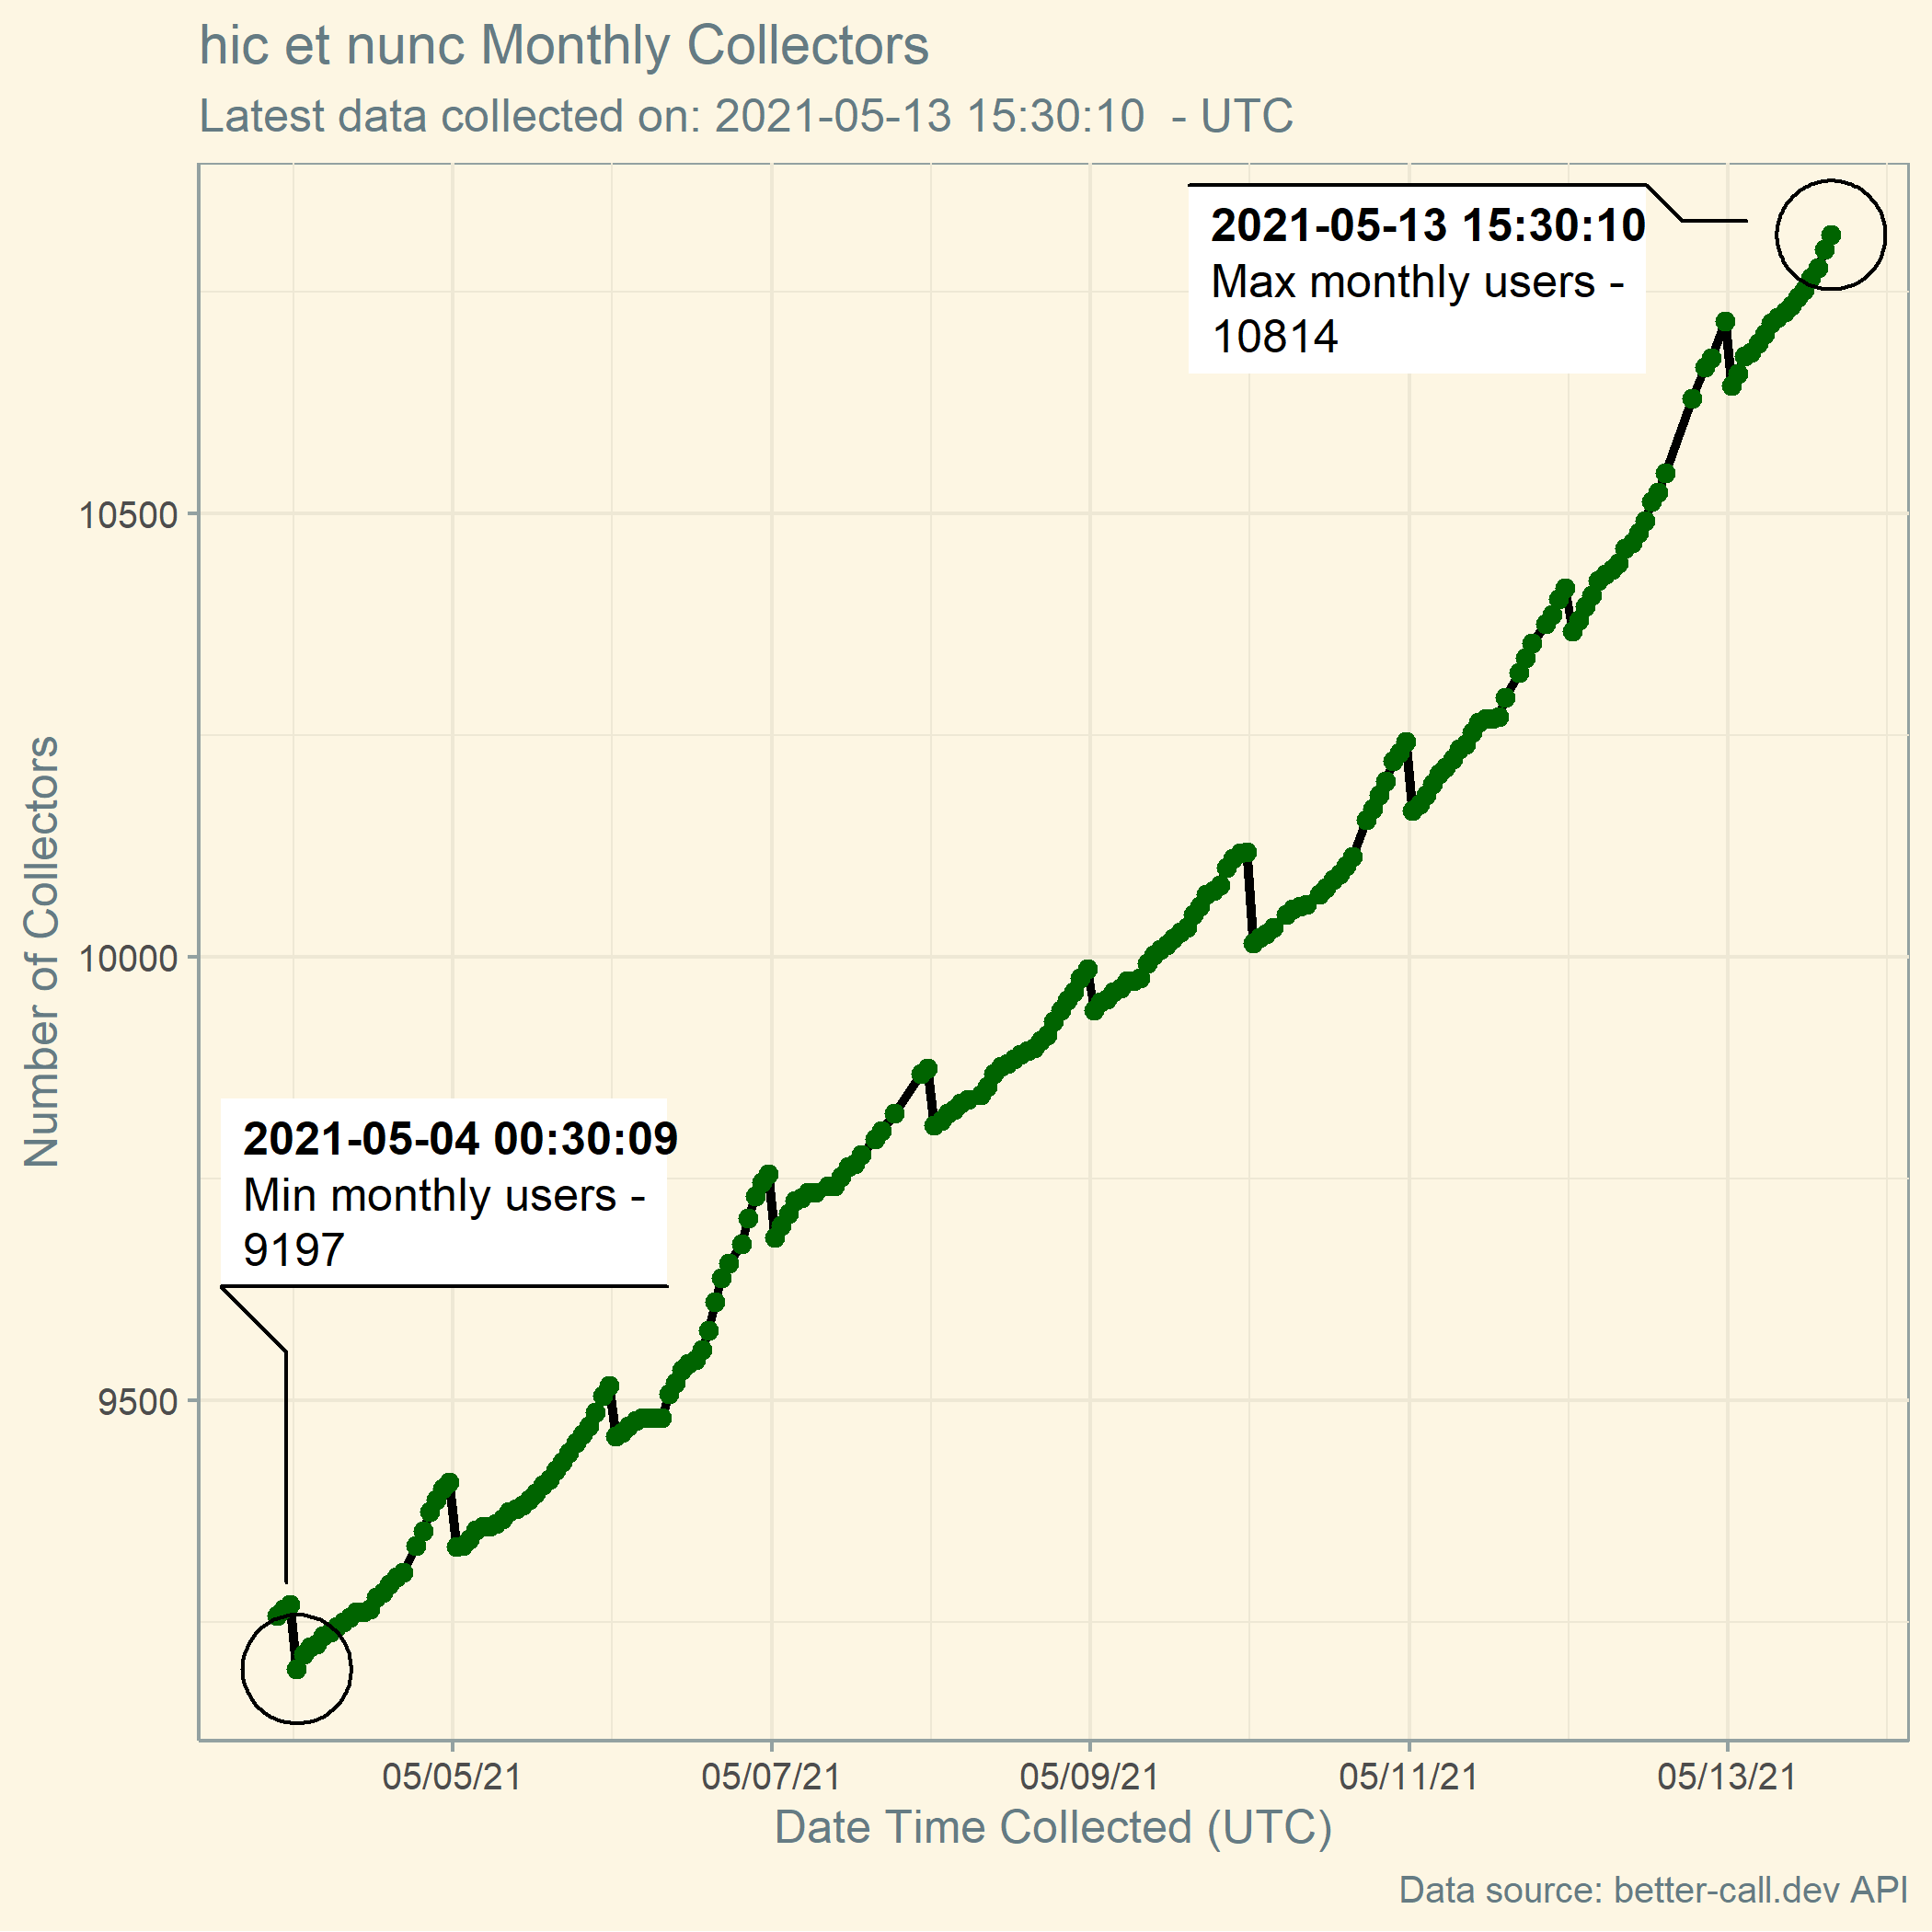 hic et nunc Monthly Collectors
Latest data collected on: 2021-05-13 15:30:10  - UTC
2021-05-13 15:30:10
Max monthly users -
10814
10500
10000
9500
Number of Collectors
2021-05-04 00:30:09
Min monthly users -
9197
05/05/21
05/07/21
05/09/21
05/11/21
05/13/21
Date Time Collected (UTC)
Data source: better-call.dev API